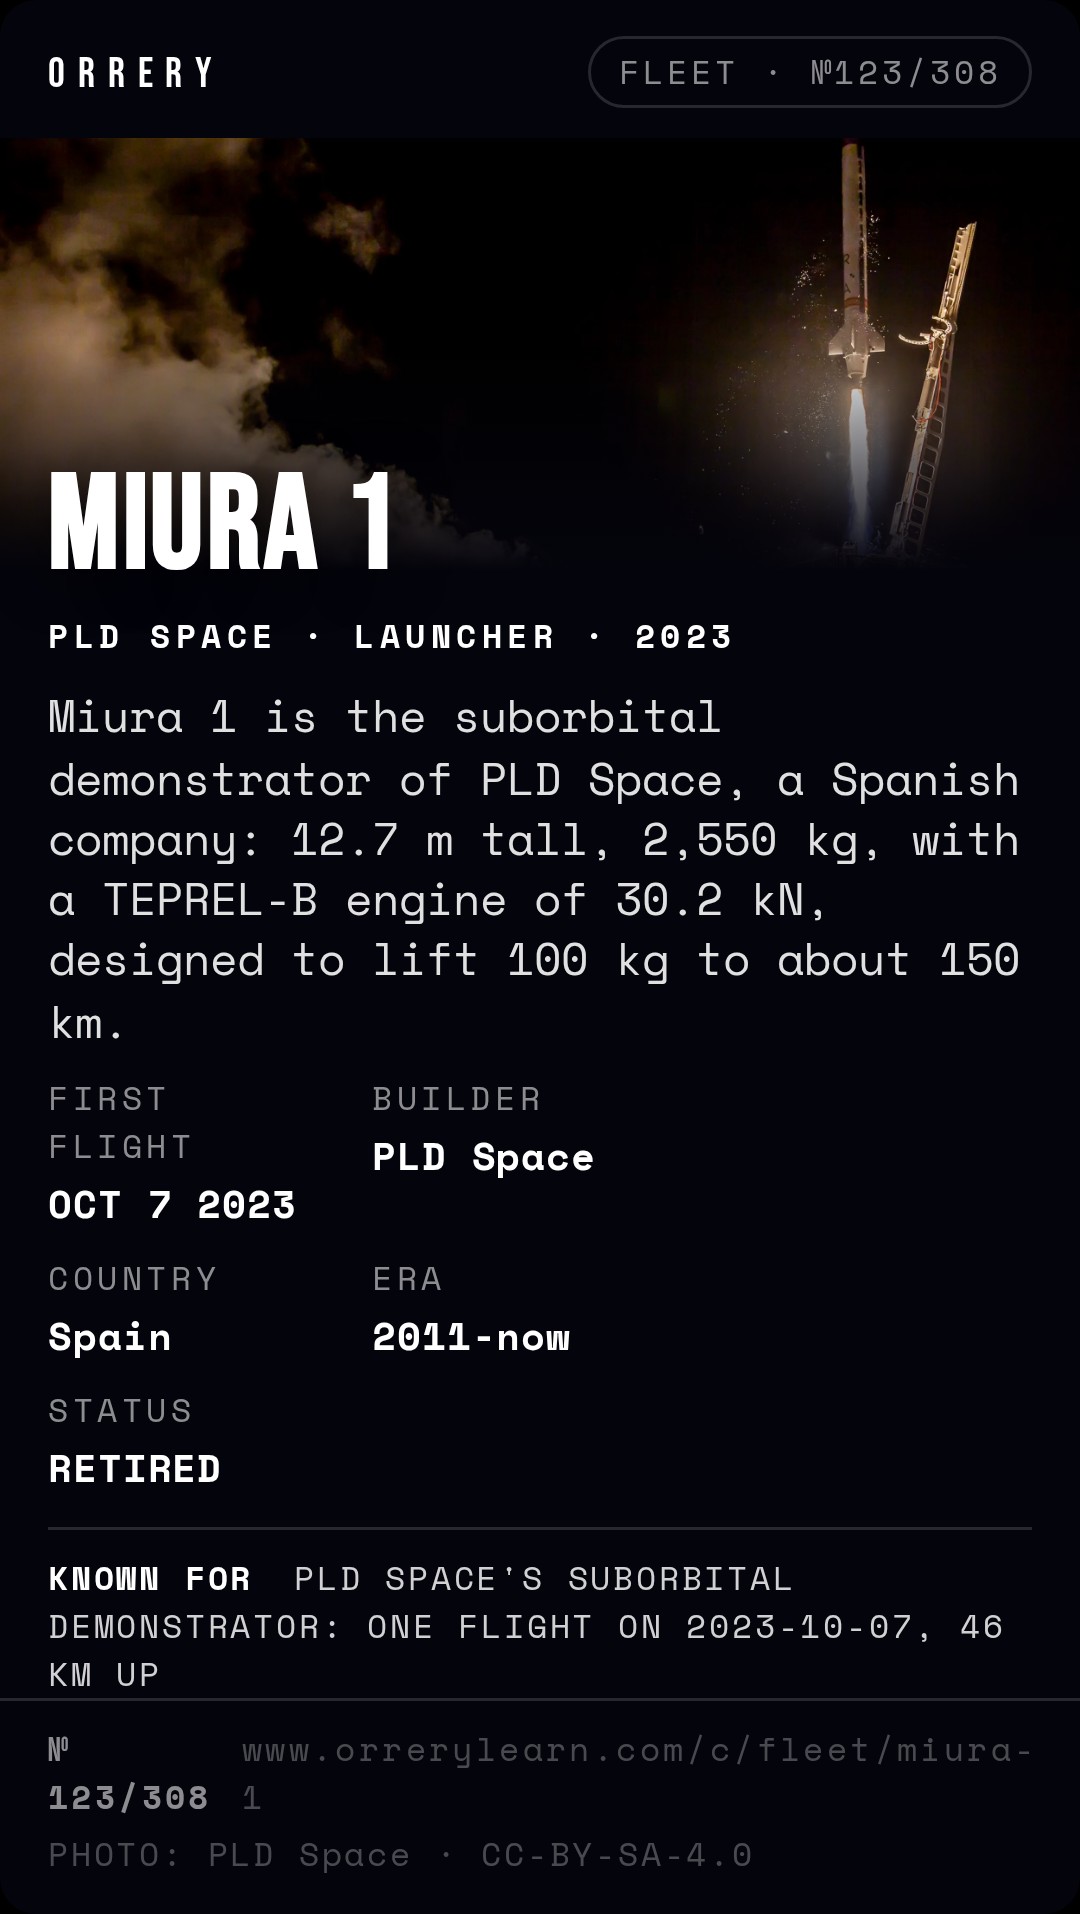 ORRERY
FLEET · №123/308
MIURA 1
PLD SPACE · LAUNCHER · 2023
Miura 1 is the suborbital
demonstrator of PLD Space, a Spanish
company: 12.7 m tall, 2,550 kg, with
a TEPREL-B engine of 30.2 kN,
designed to lift 100 kg to about 150
km.
FIRST
FLIGHT
OCT 7 2023
BUILDER
PLD Space
COUNTRY
Spain
ERA
2011-now
STATUS
RETIRED
KNOWN FOR PLD SPACE'S SUBORBITAL
DEMONSTRATOR: ONE FLIGHT ON 2023-10-07, 46
KM UP
№
123/308
www.orrerylearn.com/c/fleet/miura-
1
PHOTO: PLD Space · CC-BY-SA-4.0